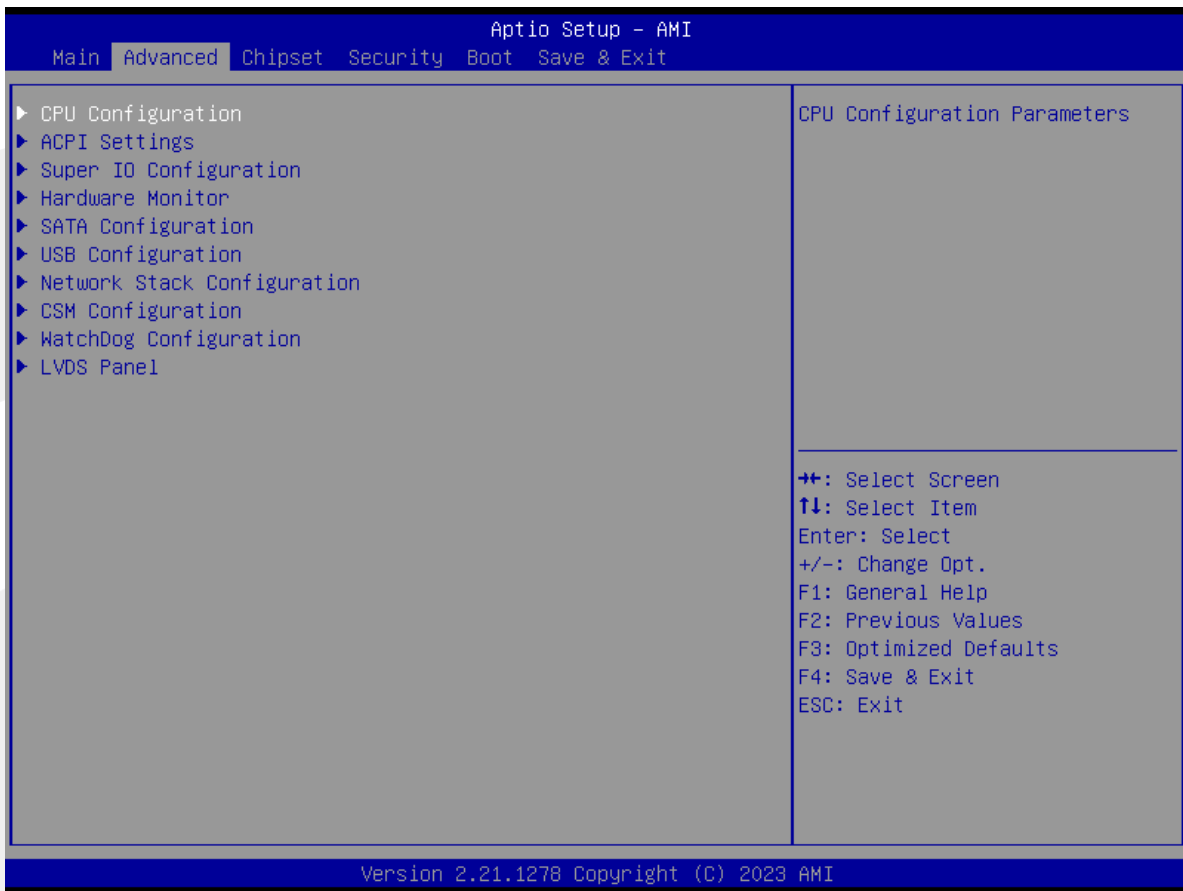 Aptio Setup – AMI
Main Advanced Chipset Security Boot Save & Exit
▶ CPU Configuration
▶ ACPI Settings
▶ Super IO Configuration
▶ Hardware Monitor
▶ SATA Configuration
▶ USB Configuration
▶ Network Stack Configuration
▶ CSM Configuration
▶ WatchDog Configuration
▶ LVDS Panel
CPU Configuration Parameters
→←: Select Screen
↑↓: Select Item
Enter: Select
+/-: Change Opt.
F1: General Help
F2: Previous Values
F3: Optimized Defaults
F4: Save & Exit
ESC: Exit
Version 2.21.1278 Copyright (C) 2023 AMI